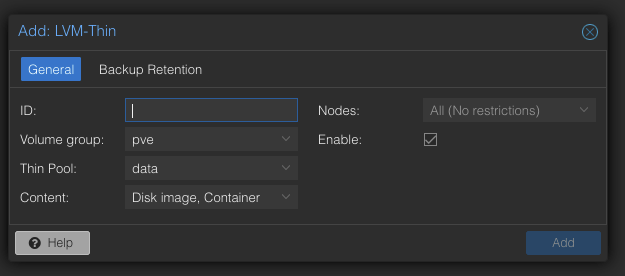 Add: LVM-Thin
General Backup Retention
ID: Nodes: All (No restrictions)
Volume group: pve Enable:
Thin Pool: data
Content: Disk image, Container
Help Add